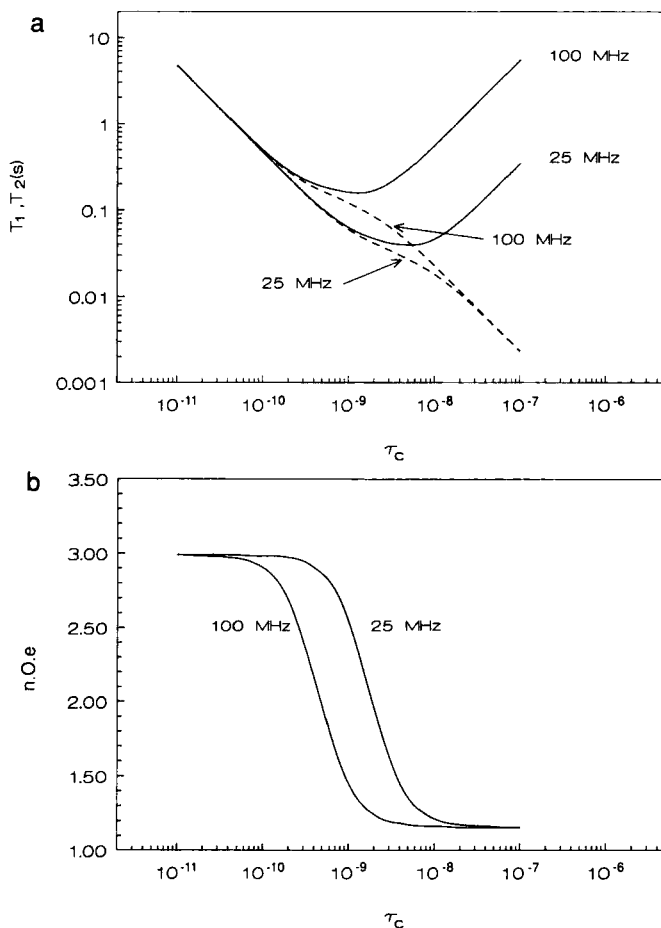 a
10
1
0.1
0.01
0.001
T₁, T₂(s)
100 MHz
25 MHz
100 MHz
25 MHz
10⁻¹¹ 10⁻¹⁰ 10⁻⁹ 10⁻⁸ 10⁻⁷ 10⁻⁶
τc
b
3.50
3.00
2.50
2.00
1.50
1.00
n.O.e
100 MHz 25 MHz
10⁻¹¹ 10⁻¹⁰ 10⁻⁹ 10⁻⁸ 10⁻⁷ 10⁻⁶
τc